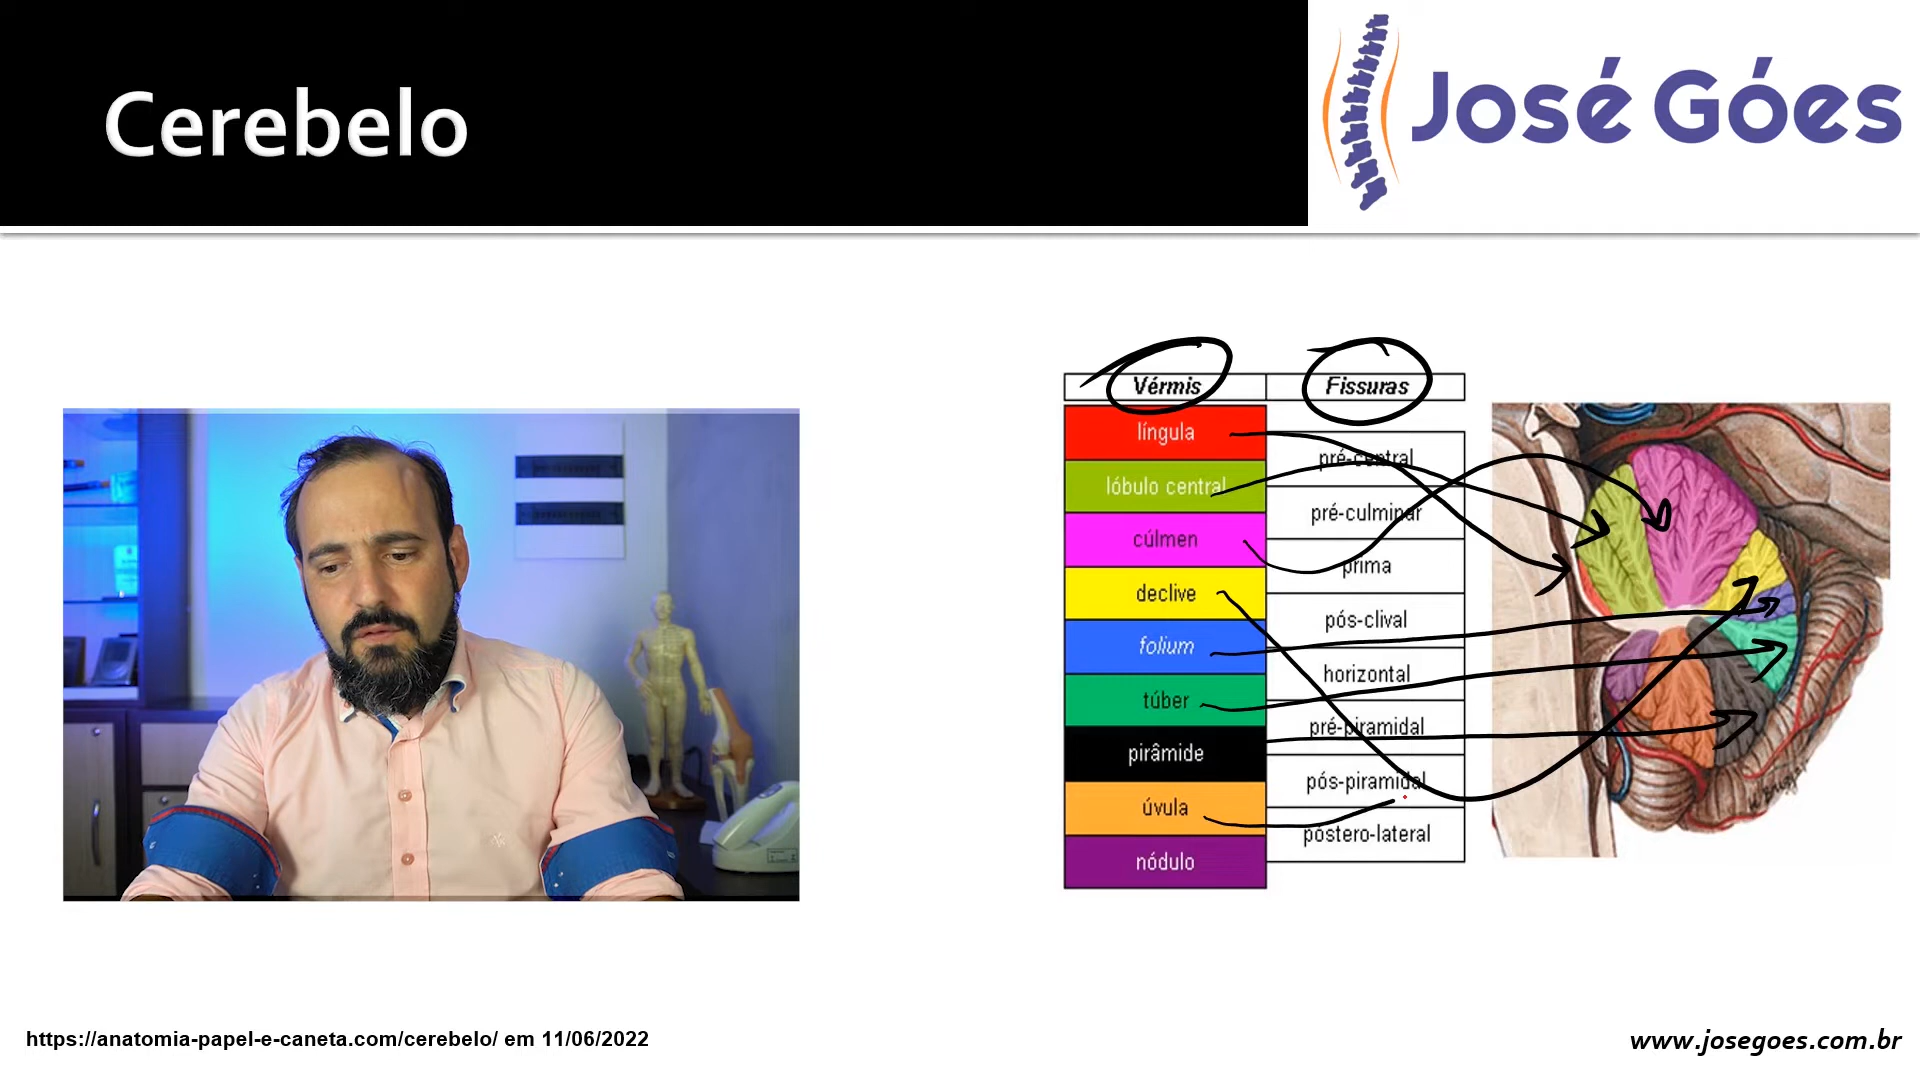 Cerebelo
José Góes
Vérmis
Fissuras
língula
pré-central
lóbulo central
pré-culminar
cúlmen
prima
declive
pós-clival
folium
horizontal
túber
pré-piramidal
pirâmide
pós-piramidal
úvula
póstero-lateral
nódulo
https://anatomia-papel-e-caneta.com/cerebelo/ em 11/06/2022
www.josegoes.com.br